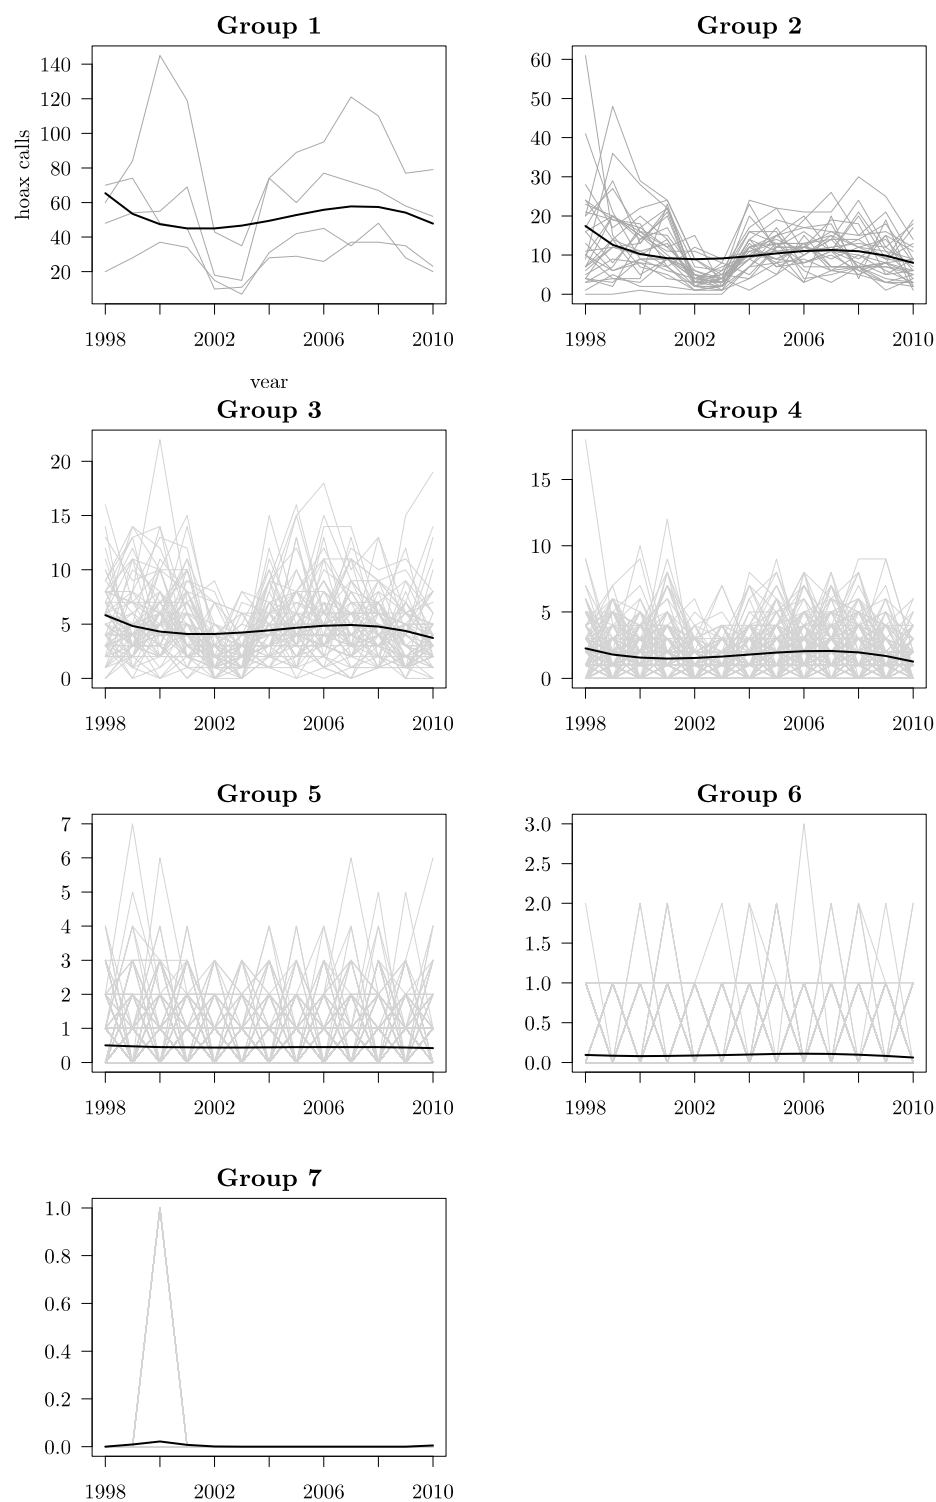 Group 1
140
120
100
80
60
40
20
hoax calls
1998 2002 2006 2010
year
Group 2
60
50
40
30
20
10
0
1998 2002 2006 2010
Group 3
20
15
10
5
0
1998 2002 2006 2010
Group 4
15
10
5
0
1998 2002 2006 2010
Group 5
7
6
5
4
3
2
1
0
1998 2002 2006 2010
Group 6
3.0
2.5
2.0
1.5
1.0
0.5
0.0
1998 2002 2006 2010
Group 7
1.0
0.8
0.6
0.4
0.2
0.0
1998 2002 2006 2010